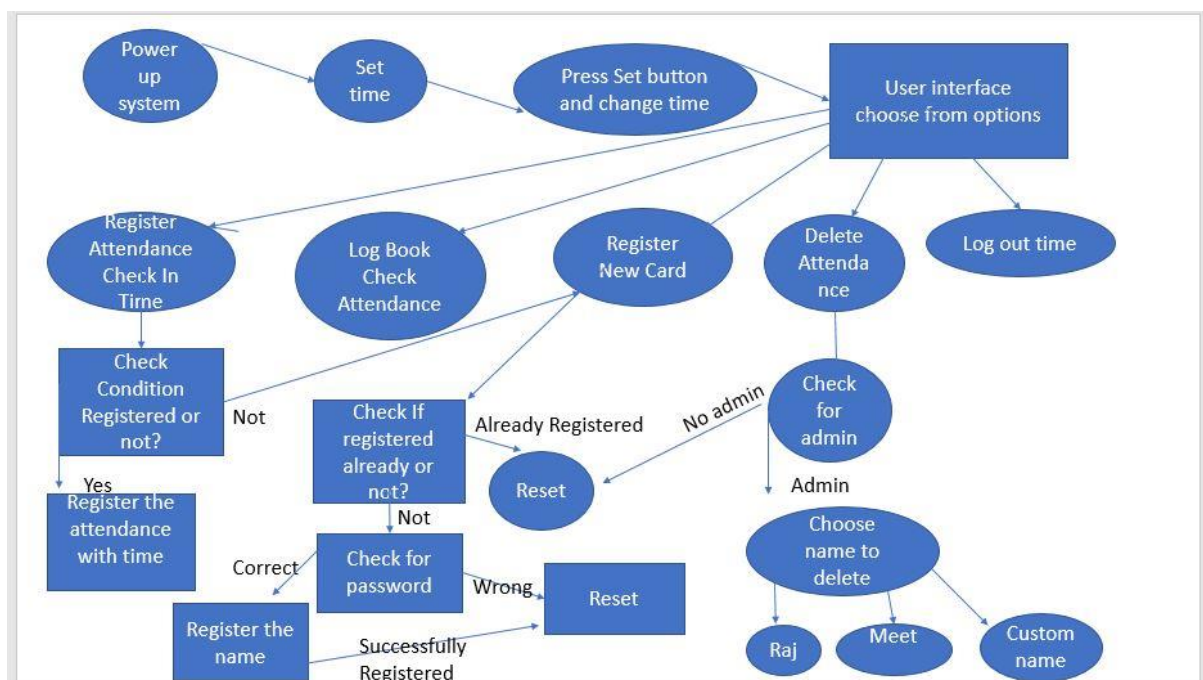 Power
up
system
Set
time
Press Set button
and change time
User interface
choose from options
Register
Attendance
Check In
Time
Log Book
Check
Attendance
Register
New Card
Delete
Attenda
nce
Log out time
Check
Condition
Registered or
not?
Not
Check If
registered
already or
not?
Already Registered
No admin
Check
for
admin
Reset
Yes
Admin
Register the
attendance
with time
Not
Choose
name to
delete
Correct
Check for
password
Wrong
Reset
Register the
name
Successfully
Registered
Raj
Meet
Custom
name